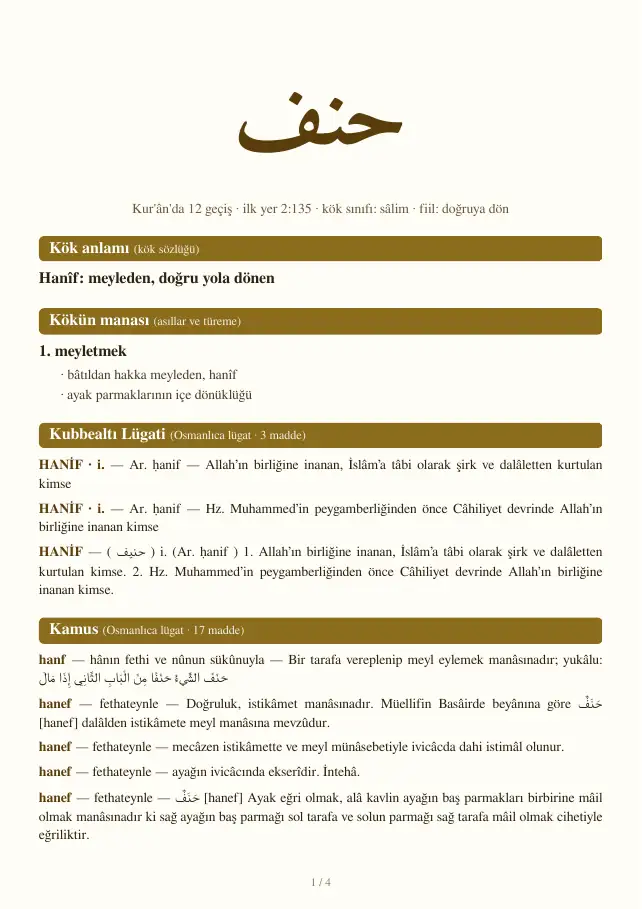 حنف
Kur'ân'da 12 geçiş · ilk yer 2:135 · kök sınıfı: sâlim · fiil: doğruya dön
Kök anlamı (kök sözlüğü)
Hanîf: meyleden, doğru yola dönen
Kökün manası (asıllar ve türeme)
1. meyletmek
· bâtıldan hakka meyleden, hanîf
· ayak parmaklarının içe dönüklüğü
Kubbealtı Lügati (Osmanlıca lügat · 3 madde)
HANİF · i. — Ar. ḥanіf — Allah’ın birliğine inanan, İslâm’a tâbi olarak şirk ve dalâletten kurtulan
kimse
HANİF · i. — Ar. ḥanif — Hz. Muhammed’in peygamberliğinden önce Câhiliyet devrinde Allah’ın
birliğine inanan kimse
HANİF — ( حنيف ) i. (Ar. ḥanif ) 1. Allah’ın birliğine inanan, İslâm’a tâbi olarak şirk ve dalâletten
kurtulan kimse. 2. Hz. Muhammed’in peygamberliğinden önce Câhiliyet devrinde Allah’ın birliğine
inanan kimse.
Kamus (Osmanlıca lügat · 17 madde)
hanf — hânın fethi ve nûnun sükûnuyla — Bir tarafa vereplenip meyl eylemek manâsınadır; yukâlu:
حَنَفَ الشَّيْءُ حَنْفًا مِنَ الْبَابِ الثَّانِي إِذَا مَالَ
hanef — fethateynle — Doğruluk, istikâmet manâsınadır. Müellifin Basâirde beyânına göre حَنَفٌ
[hanef] dalâlden istikâmete meyl manâsına mevzûdur.
hanef — fethateynle — mecâzen istikâmette ve meyl münâsebetiyle ivicâcda dahi istimâl olunur.
hanef — fethateynle — ayağın ivicâcında ekserîdir. İntehâ.
hanef — fethateynle — حَنَفٌ [hanef] Ayak eğri olmak, alâ kavlin ayağın baş parmakları birbirine mâil
olmak manâsınadır ki sağ ayağın baş parmağı sol tarafa ve solun parmağı sağ tarafa mâil olmak cihetiyle
eğriliktir.
1 / 4